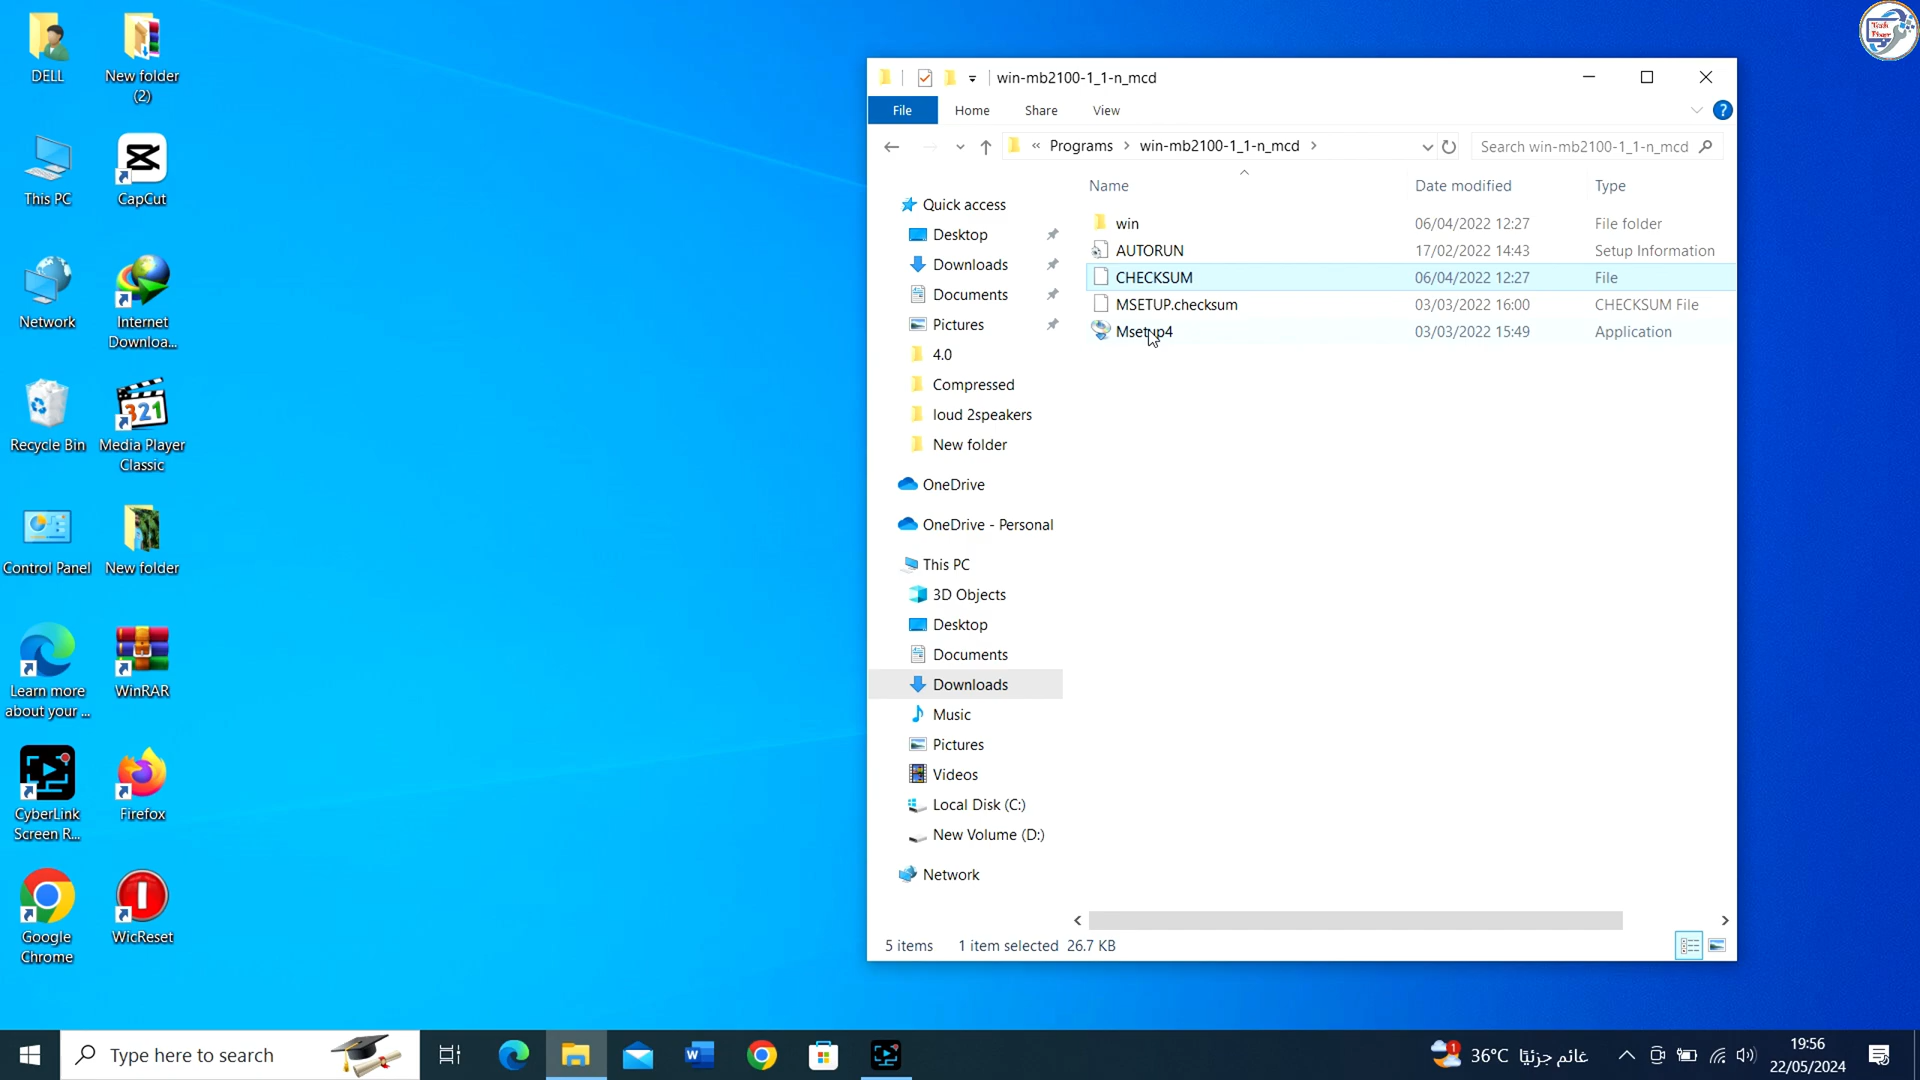 DELL
New folder
(2)
This PC
CapCut
Network
Internet
Downloa...
Recycle Bin
Media Player
Classic
Control Panel
New folder
Learn more
about your ...
WinRAR
CyberLink
Screen R...
Firefox
Google
Chrome
WicReset
win-mb2100-1_1-n_mcd
File
Home
Share
View
« Programs > win-mb2100-1_1-n_mcd >
Search win-mb2100-1_1-n_mcd
Name
Date modified
Type
win
06/04/2022 12:27
File folder
AUTORUN
17/02/2022 14:43
Setup Information
CHECKSUM
06/04/2022 12:27
File
MSETUP.checksum
03/03/2022 16:00
CHECKSUM File
Msetup4
03/03/2022 15:49
Application
Quick access
Desktop
Downloads
Documents
Pictures
4.0
Compressed
loud 2speakers
New folder
OneDrive
OneDrive - Personal
This PC
3D Objects
Desktop
Documents
Downloads
Music
Pictures
Videos
Local Disk (C:)
New Volume (D:)
Network
5 items
1 item selected 26.7 KB
Type here to search
36°C غائم جزئيًا
19:56
22/05/2024